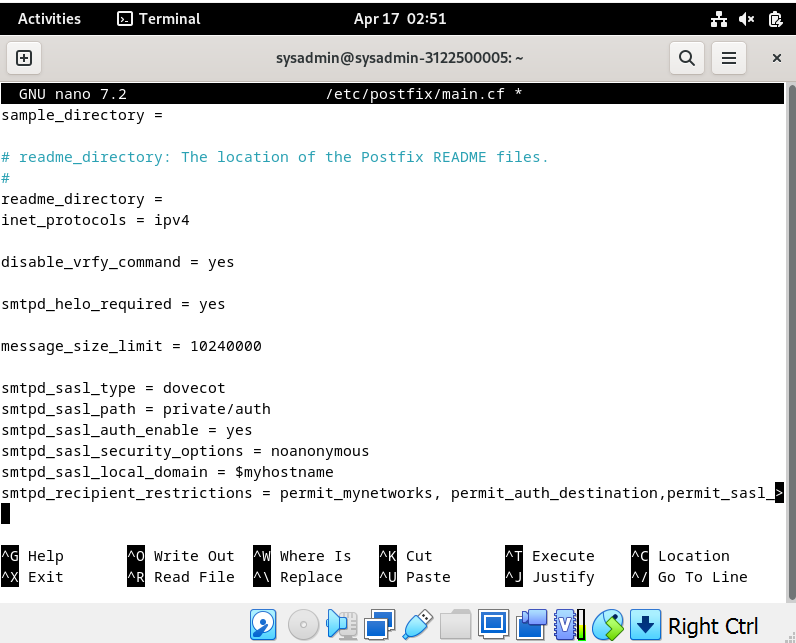 Activities Terminal Apr 17 02:51
sysadmin@sysadmin-3122500005: ~
GNU nano 7.2 /etc/postfix/main.cf *
sample_directory =
# readme_directory: The location of the Postfix README files.
#
readme_directory =
inet_protocols = ipv4
disable_vrfy_command = yes
smtpd_helo_required = yes
message_size_limit = 10240000
smtpd_sasl_type = dovecot
smtpd_sasl_path = private/auth
smtpd_sasl_auth_enable = yes
smtpd_sasl_security_options = noanonymous
smtpd_sasl_local_domain = $myhostname
smtpd_recipient_restrictions = permit_mynetworks, permit_auth_destination,permit_sasl_>
^G Help ^O Write Out ^W Where Is ^K Cut ^T Execute ^C Location
^X Exit ^R Read File ^\ Replace ^U Paste ^J Justify ^/ Go To Line
Right Ctrl